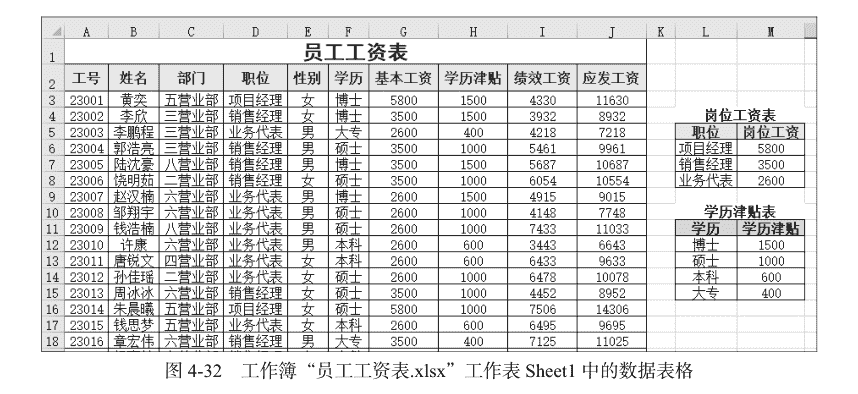 A B C D E F G H I J K L M
1 员工工资表
2 工号 姓名 部门 职位 性别 学历 基本工资 学历津贴 绩效工资 应发工资
3 23001 黄奕 五营业部 项目经理 女 博士 5800 1500 4330 11630
4 23002 李欣 三营业部 销售经理 女 博士 3500 1500 3932 8932 岗位工资表
5 23003 李鹏程 三营业部 业务代表 男 大专 2600 400 4218 7218 职位 岗位工资
6 23004 郭浩亮 三营业部 销售经理 男 硕士 3500 1000 5461 9961 项目经理 5800
7 23005 陆沈豪 八营业部 销售经理 男 博士 3500 1500 5687 10687 销售经理 3500
8 23006 饶明茹 二营业部 销售经理 女 硕士 3500 1000 6054 10554 业务代表 2600
9 23007 赵汉楠 六营业部 业务代表 男 博士 2600 1500 4915 9015
10 23008 邹翔宇 六营业部 业务代表 男 硕士 2600 1000 4148 7748 学历津贴表
11 23009 钱浩楠 八营业部 业务代表 男 硕士 2600 1000 7433 11033 学历 学历津贴
12 23010 许康 六营业部 业务代表 男 本科 2600 600 3443 6643 博士 1500
13 23011 唐锐文 四营业部 业务代表 女 本科 2600 600 6433 9633 硕士 1000
14 23012 孙佳瑶 二营业部 业务代表 女 硕士 2600 1000 6478 10078 本科 600
15 23013 周冰冰 六营业部 销售经理 女 硕士 3500 1000 4452 8952 大专 400
16 23014 朱晨曦 五营业部 项目经理 女 硕士 5800 1000 7506 14306
17 23015 钱思梦 五营业部 业务代表 女 本科 2600 600 6495 9695
18 23016 章宏伟 六营业部 销售经理 男 大专 3500 400 7125 11025
图 4-32 工作簿“员工工资表.xlsx”工作表 Sheet1 中的数据表格